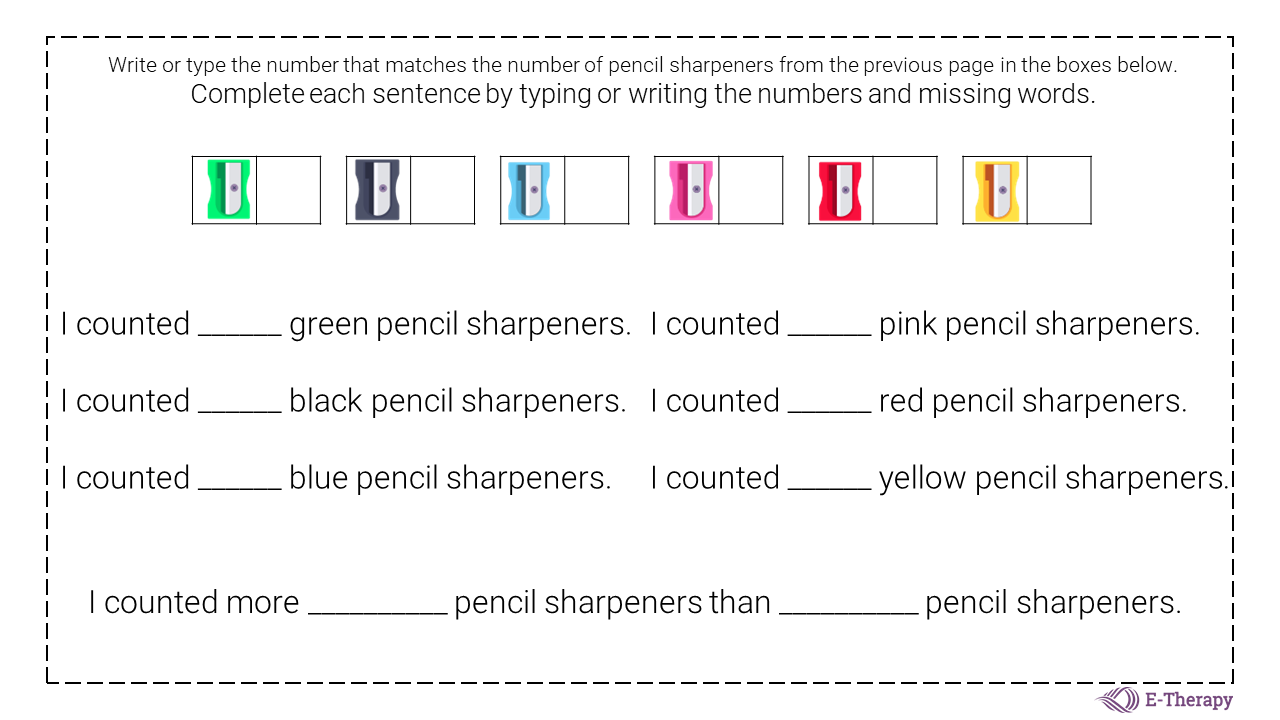 Write or type the number that matches the number of pencil sharpeners from the previous page in the boxes below.
Complete each sentence by typing or writing the numbers and missing words.
I counted ______ green pencil sharpeners.
I counted ______ black pencil sharpeners.
I counted ______ blue pencil sharpeners.
I counted ______ pink pencil sharpeners.
I counted ______ red pencil sharpeners.
I counted ______ yellow pencil sharpeners.
I counted more __________ pencil sharpeners than __________ pencil sharpeners.
E-Therapy